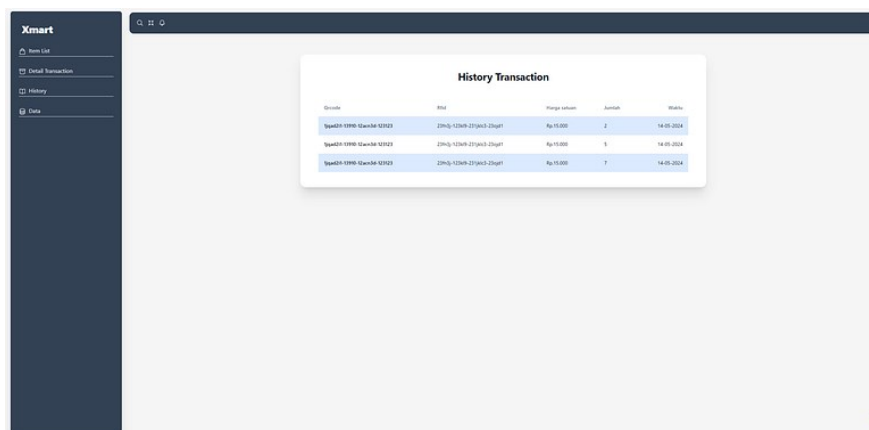 Xmart
Item List
Detail Transaction
History
Data
History Transaction
Qrcode Rfid Harga satuan Jumlah Waktu
Rp.15.000 2 14-05-2024
Rp.15.000 5 14-05-2024
Rp.15.000 7 14-05-2024